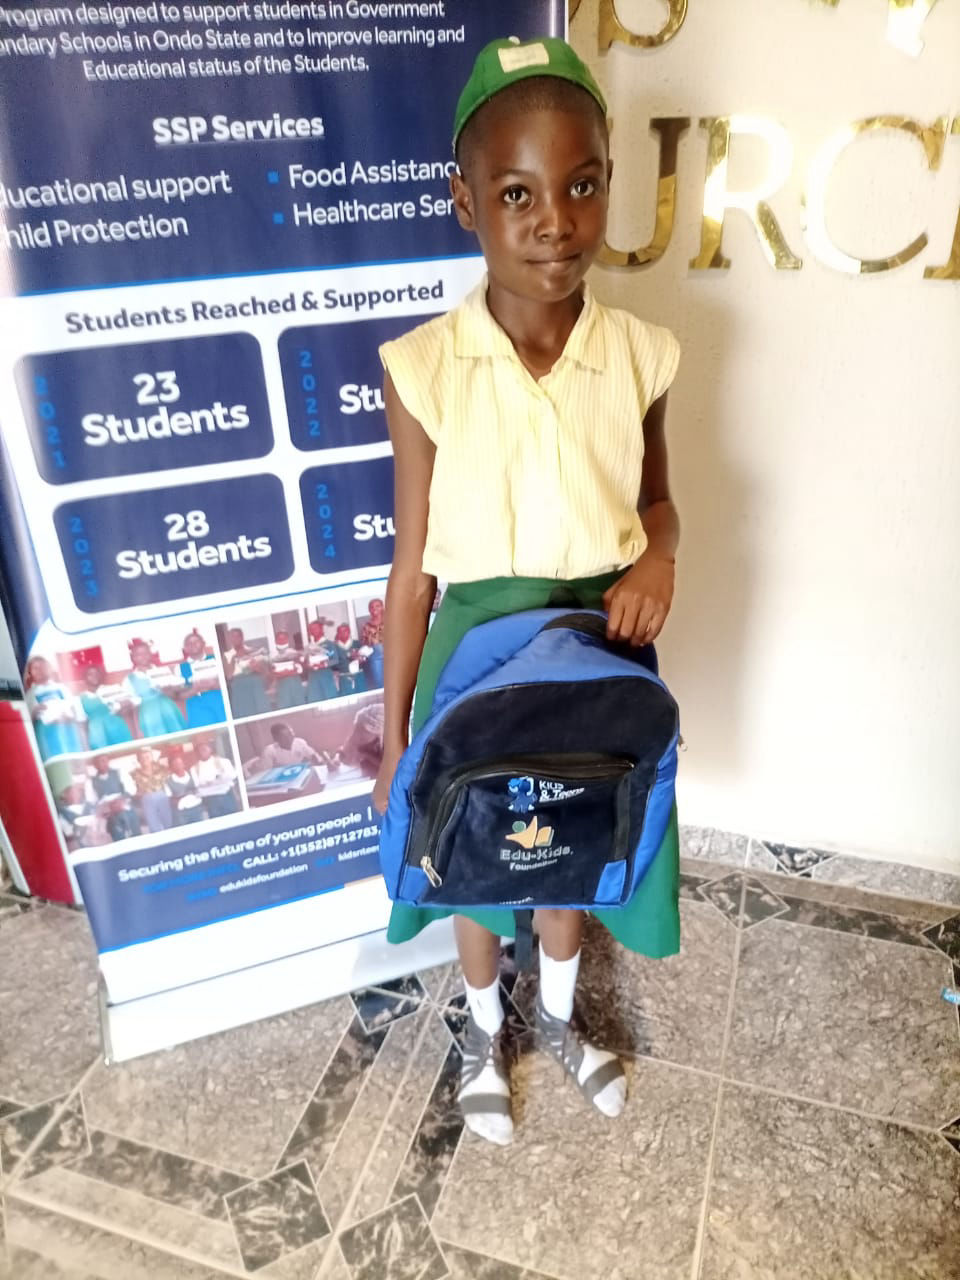 Program designed to support students in Government
ndary Schools in Ondo State and to Improve learning and
Educational status of the Students.
SSP Services
ducational support
Food Assistanc
hild Protection
Healthcare Ser
Students Reached & Supported
2021
23
Students
2022
Stu
2023
28
Students
2024
Stu
Securing the future of young people |
CALL: +1(352)8712783,
edukidsfoundation
kidsntee
URC
KIDS
& Teens
Edu-Kids.
Foundation